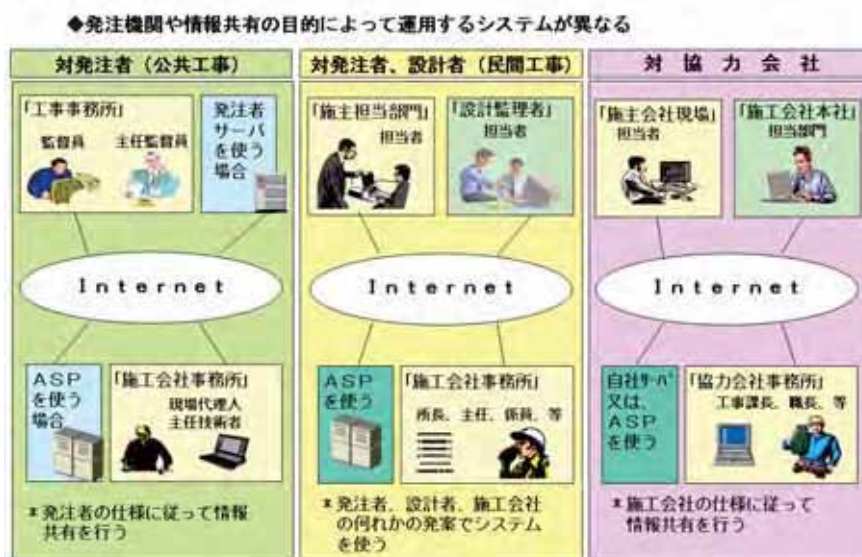 ◆発注機関や情報共有の目的によって運用するシステムが異なる
対発注者（公共工事）
「工事事務所」
監督員　主任監督員
発注者
サーバ
を使う
場合
Internet
ASP
を使う
場合
「施工会社事務所」
現場代理人
主任技術者
＊発注者の仕様に従って情報
共有を行う
対発注者、設計者（民間工事）
「施主担当部門」
担当者
「設計監理者」
担当者
Internet
ASP
を使う
「施工会社事務所」
所長、主任、係員、等
＊発注者、設計者、施工会社
の何れかの発案でシステム
を使う
対　協　力　会　社
「施主会社現場」
担当者
「施工会社本社」
担当部門
Internet
自社ｻｰﾊﾞ
又は、
ASP
を使う
「協力会社事務所」
工事課長、職長、等
＊施工会社の仕様に従って
情報共有を行う